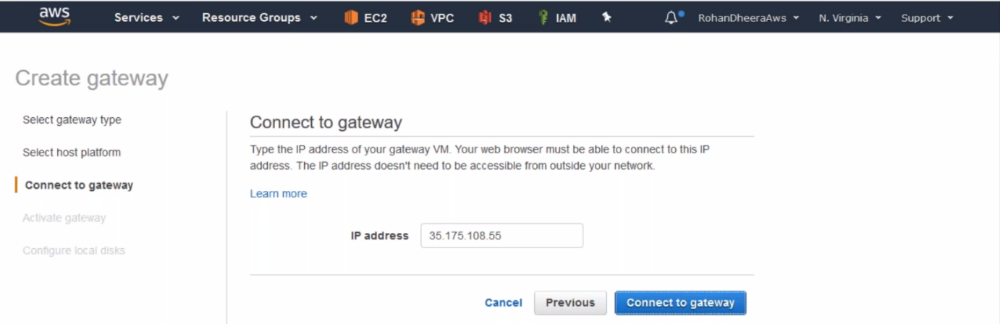 aws Services Resource Groups EC2 VPC S3 IAM RohanDheeraAws N. Virginia Support
Create gateway
Select gateway type
Select host platform
Connect to gateway
Activate gateway
Configure local disks
Connect to gateway
Type the IP address of your gateway VM. Your web browser must be able to connect to this IP
address. The IP address doesn't need to be accessible from outside your network.
Learn more
IP address 35.175.108.55
Cancel Previous Connect to gateway